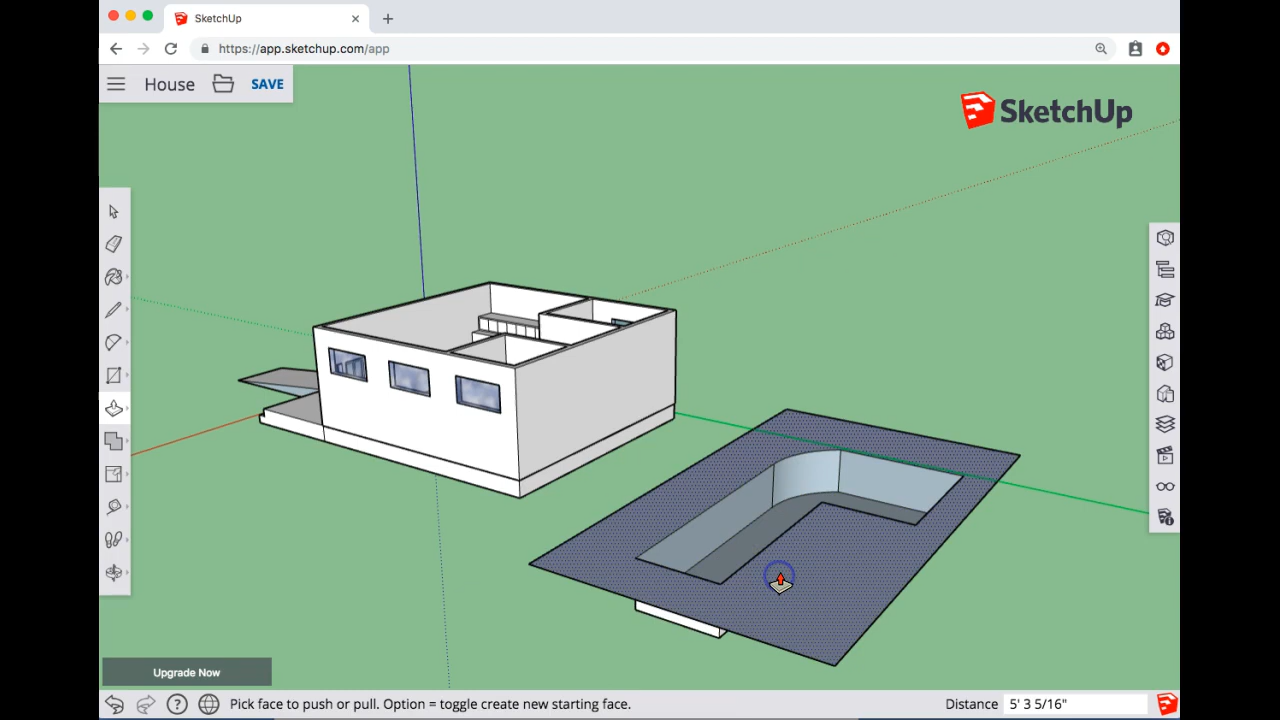 SketchUp
https://app.sketchup.com/app
House
SAVE
SketchUp
Upgrade Now
Pick face to push or pull. Option = toggle create new starting face.
Distance
5' 3 5/16"